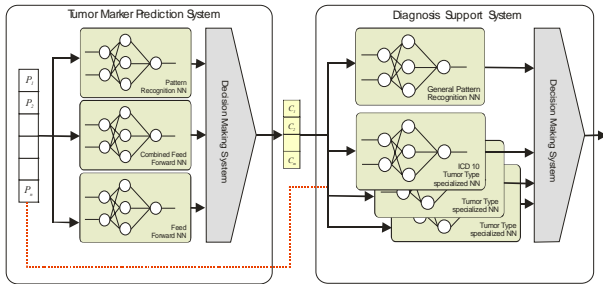 Tumor Marker Prediction System
P1
P2
Pn
Pattern
Recognition NN
Combined Feed
Forward NN
Feed
Forward NN
Decision Making System
C1
C2
Cm
Diagnosis Support System
General Pattern
Recognition NN
ICD 10
Tumor Type
specialized NN
Tumor Type
specialized NN
Tumor Type
specialized NN
Decision Making System